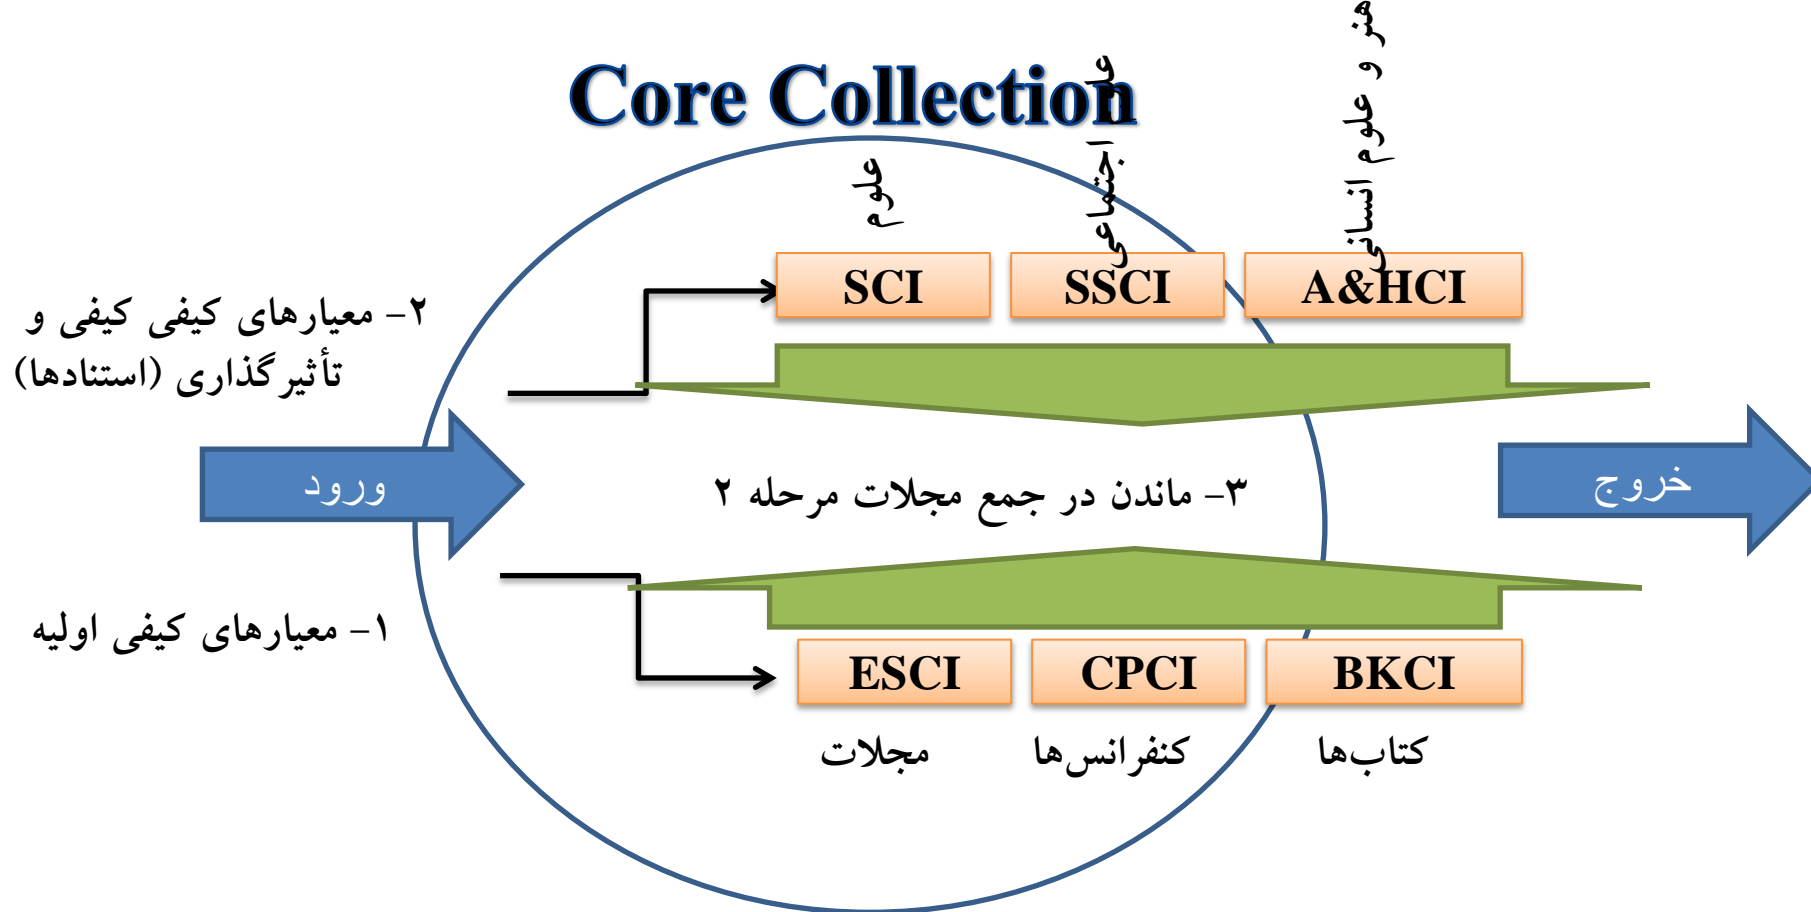 Core Collection
علوم
علوم اجتماعی
هنر و علوم انسانی
SCI
SSCI
A&HCI
۲- معیارهای کیفی کیفی و
تأثیرگذاری (استنادها)
ورود
۳- ماندن در جمع مجلات مرحله ۲
خروج
۱- معیارهای کیفی اولیه
ESCI
CPCI
BKCI
مجلات
کنفرانس‌ها
کتاب‌ها